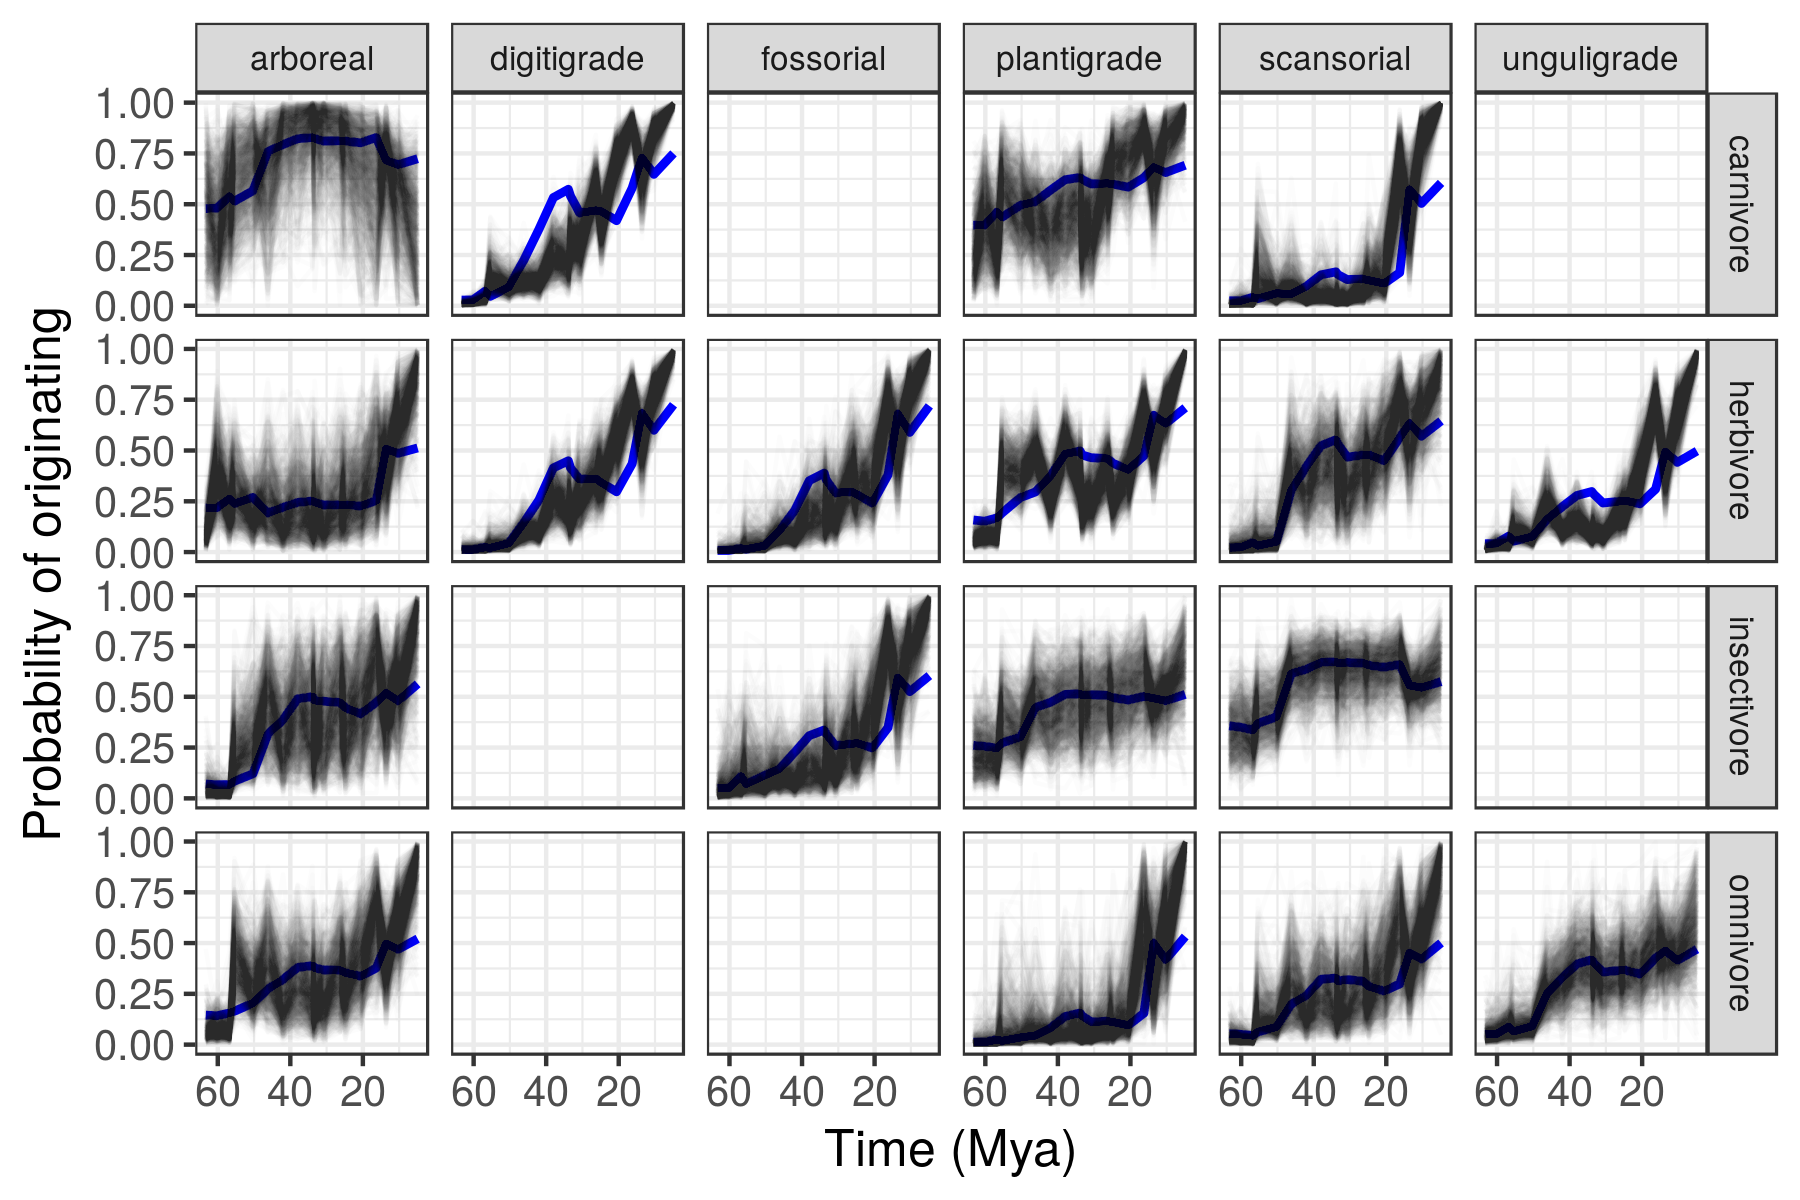 arboreal digitigrade fossorial plantigrade scansorial unguligrade
1.00
0.75
0.50
0.25
0.00
carnivore
1.00
0.75
0.50
0.25
0.00
herbivore
1.00
0.75
0.50
0.25
0.00
insectivore
1.00
0.75
0.50
0.25
0.00
omnivore
Probability of originating
60 40 20 60 40 20 60 40 20 60 40 20 60 40 20 60 40 20
Time (Mya)